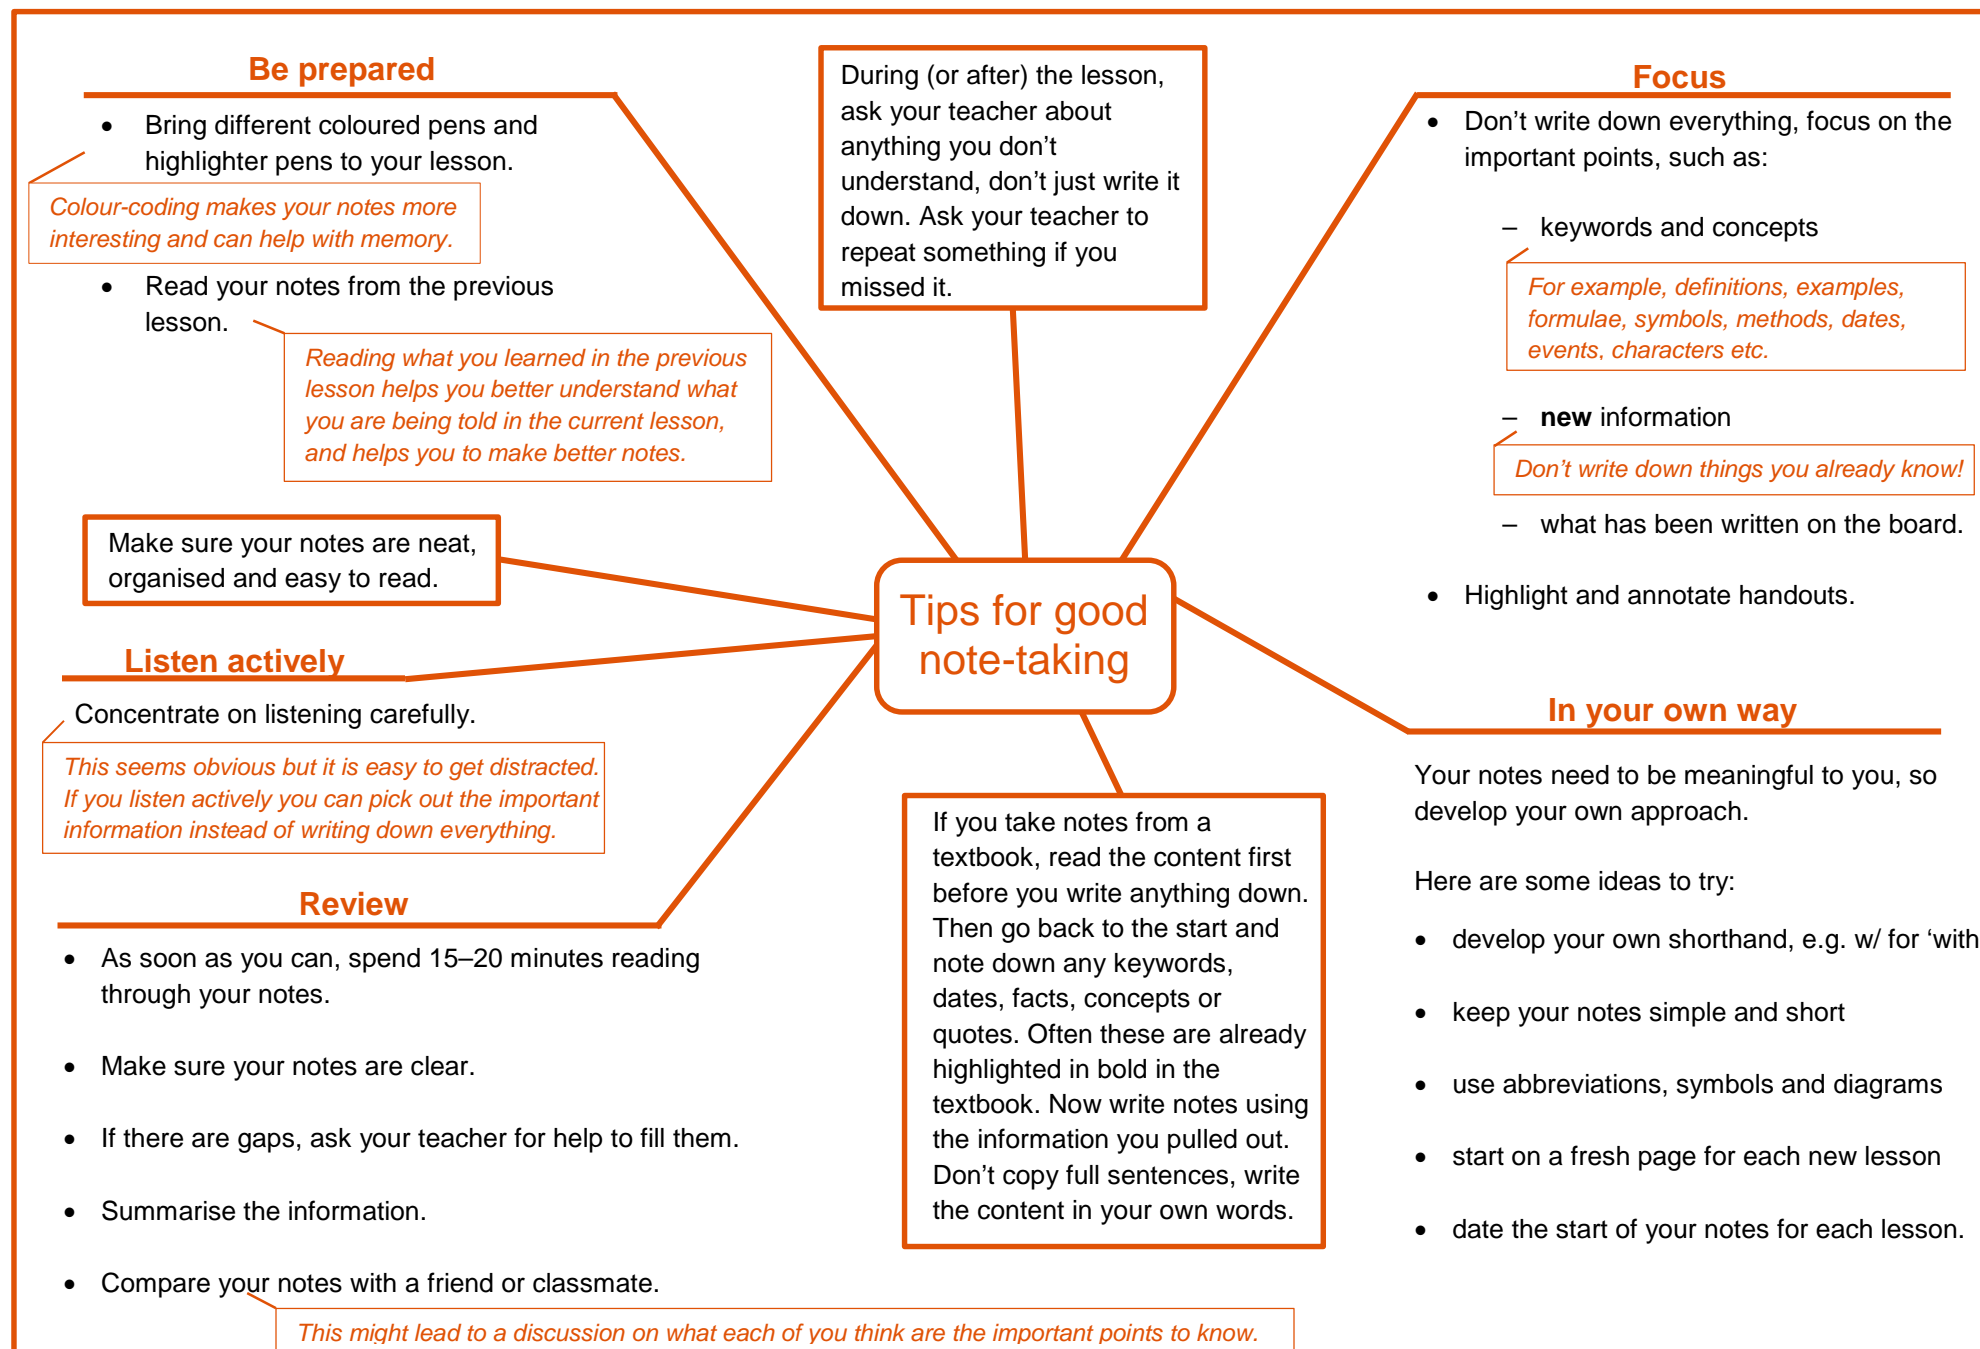 Be prepared
• Bring different coloured pens and
highlighter pens to your lesson.
Colour-coding makes your notes more
interesting and can help with memory.
• Read your notes from the previous
lesson.
Reading what you learned in the previous
lesson helps you better understand what
you are being told in the current lesson,
and helps you to make better notes.
During (or after) the lesson,
ask your teacher about
anything you don’t
understand, don’t just write it
down. Ask your teacher to
repeat something if you
missed it.
Focus
• Don’t write down everything, focus on the
important points, such as:
– keywords and concepts
For example, definitions, examples,
formulae, symbols, methods, dates,
events, characters etc.
– new information
Don’t write down things you already know!
– what has been written on the board.
• Highlight and annotate handouts.
Make sure your notes are neat,
organised and easy to read.
Tips for good
note-taking
Listen actively
Concentrate on listening carefully.
This seems obvious but it is easy to get distracted.
If you listen actively you can pick out the important
information instead of writing down everything.
In your own way
Your notes need to be meaningful to you, so
develop your own approach.
Here are some ideas to try:
• develop your own shorthand, e.g. w/ for ‘with
• keep your notes simple and short
• use abbreviations, symbols and diagrams
• start on a fresh page for each new lesson
• date the start of your notes for each lesson.
If you take notes from a
textbook, read the content first
before you write anything down.
Then go back to the start and
note down any keywords,
dates, facts, concepts or
quotes. Often these are already
highlighted in bold in the
textbook. Now write notes using
the information you pulled out.
Don’t copy full sentences, write
the content in your own words.
Review
• As soon as you can, spend 15–20 minutes reading
through your notes.
• Make sure your notes are clear.
• If there are gaps, ask your teacher for help to fill them.
• Summarise the information.
• Compare your notes with a friend or classmate.
This might lead to a discussion on what each of you think are the important points to know.